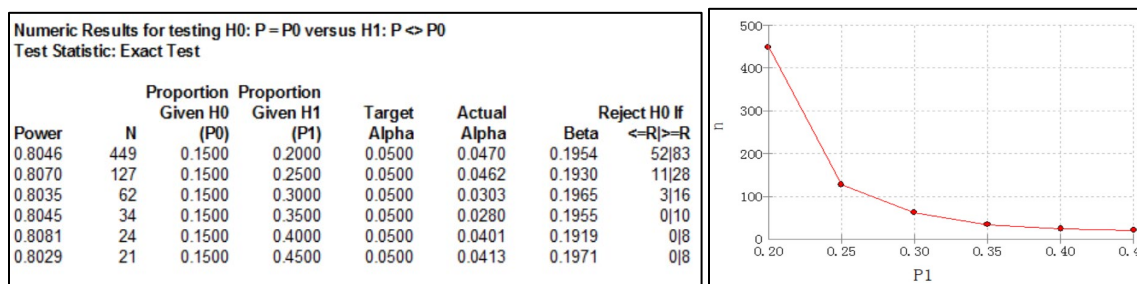 Numeric Results for testing H0: P = P0 versus H1: P <> P0
Test Statistic: Exact Test
Proportion Proportion
Given H0 Given H1 Target Actual Reject H0 If
Power N (P0) (P1) Alpha Alpha Beta <=R|>=R
0.8046 449 0.1500 0.2000 0.0500 0.0470 0.1954 52|83
0.8070 127 0.1500 0.2500 0.0500 0.0462 0.1930 11|28
0.8035 62 0.1500 0.3000 0.0500 0.0303 0.1965 3|16
0.8045 34 0.1500 0.3500 0.0500 0.0280 0.1955 0|10
0.8081 24 0.1500 0.4000 0.0500 0.0401 0.1919 0|8
0.8029 21 0.1500 0.4500 0.0500 0.0413 0.1971 0|8
500
400
300
200
100
0
n
0.20 0.25 0.30 0.35 0.40
P1